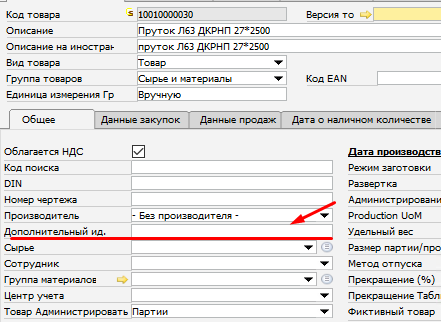 Код товара 10010000030 Версия то
Описание Пруток Л63 ДКРНП 27*2500
Описание на иностран пруток Л63 ДКРНП 27*2500
Вид товара Товар
Группа товаров Сырье и материалы Код EAN
Единица измерения Гр Вручную
Общее Данные закупок Данные продаж Дата о наличном количестве
Облагается НДС Дата производств
Код поиска Режим заготовки
DIN Развертка
Номер чертежа Администрировани
Производитель - Без производителя - Production UoM
Дополнительный ид. Удельный вес
Сырье Размер партии/про
Сотрудник Метод отпуска
Группа материалов Прекращение (%)
Центр учета Прекращение Табл
Товар Администрировать Партии Фиктивный товар